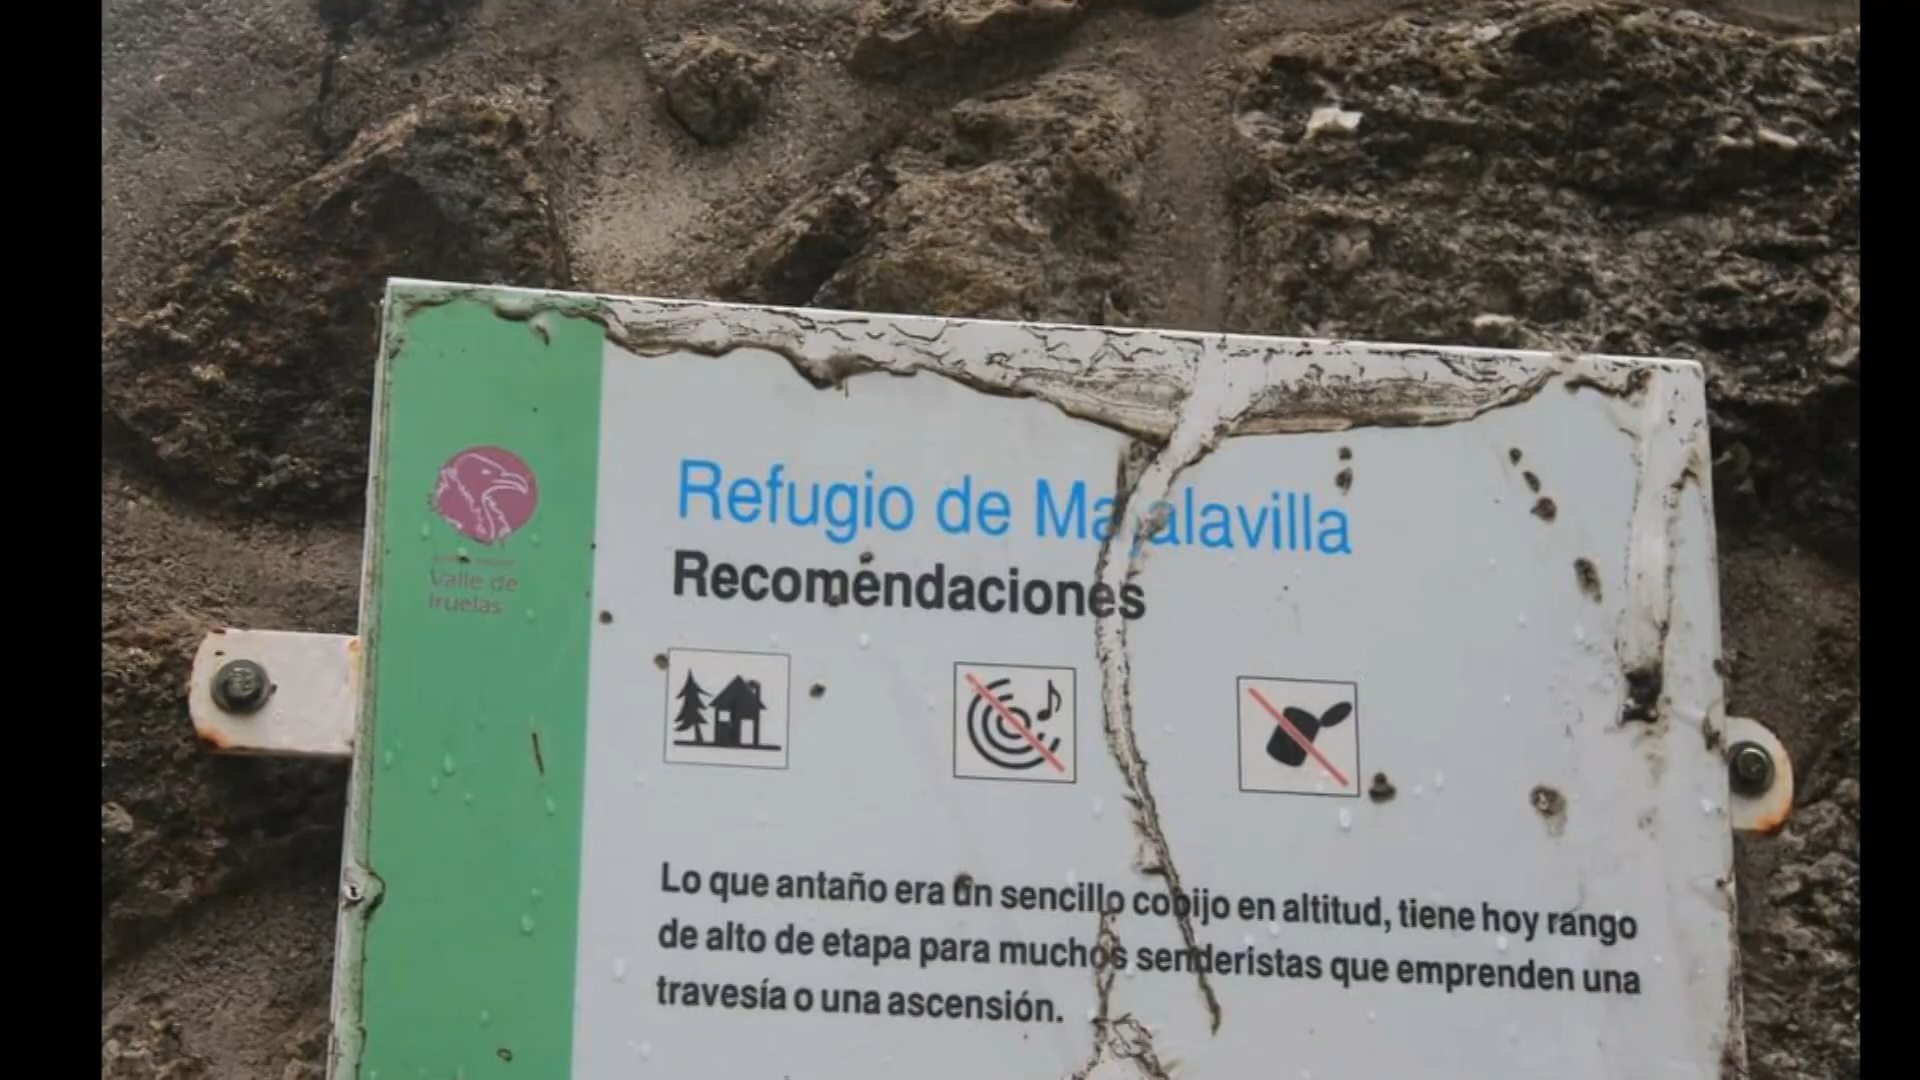 Refugio de Majalavilla
Recomendaciones
Valle de
Iruelas
Lo que antaño era un sencillo cobijo en altitud, tiene hoy rango
de alto de etapa para muchos senderistas que emprenden una
travesía o una ascensión.